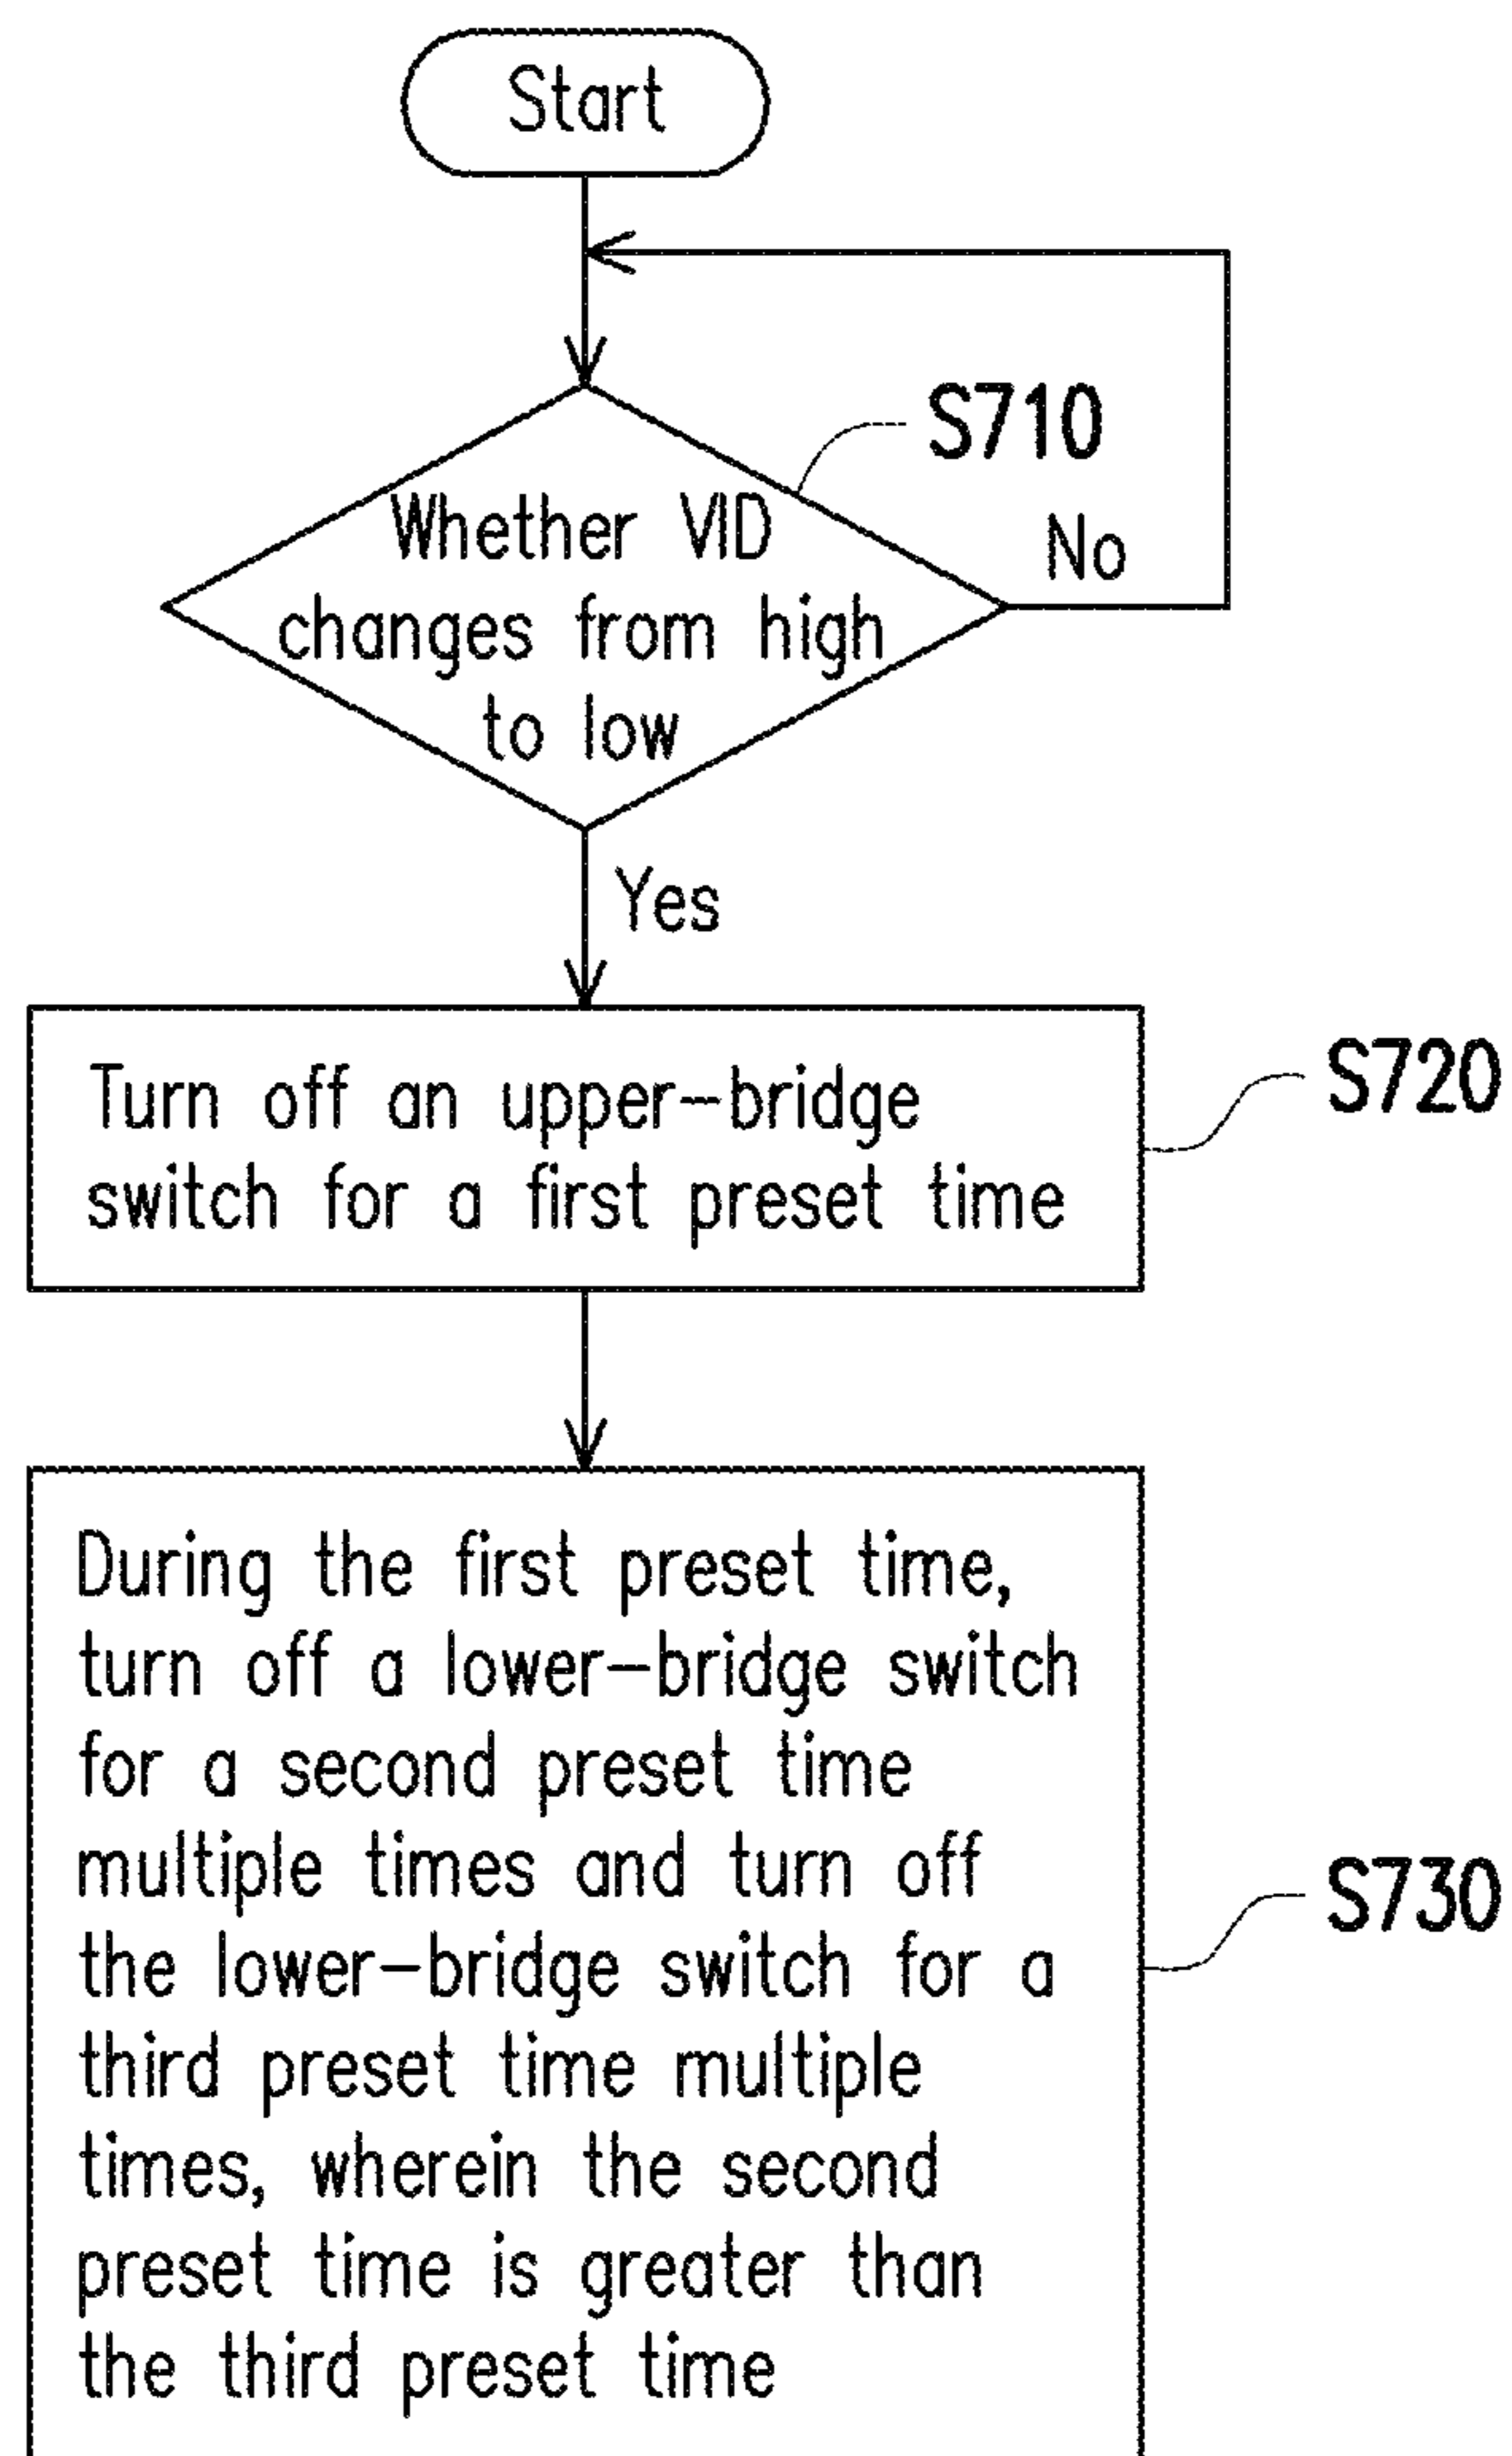 Start
S710
Whether VID
changes from high
to low
No
Yes
Turn off an upper-bridge
switch for a first preset time
S720
During the first preset time,
turn off a lower-bridge switch
for a second preset time
multiple times and turn off
the lower-bridge switch for a
third preset time multiple
times, wherein the second
preset time is greater than
the third preset time
S730